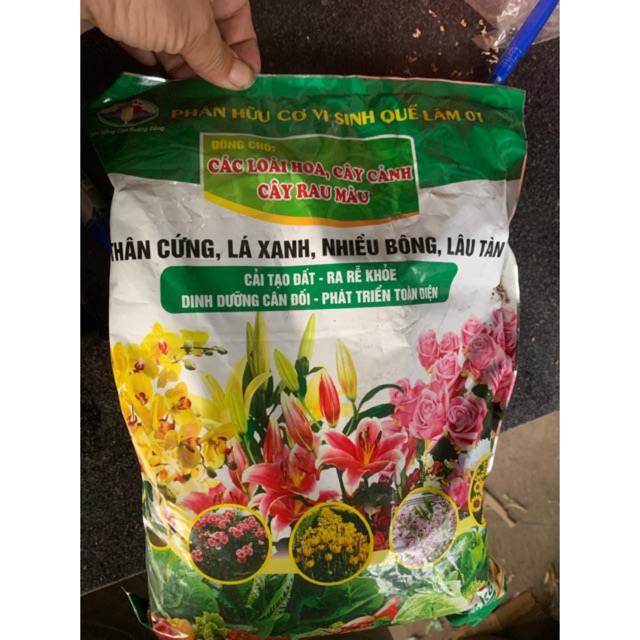 PHÂN HỮU CƠ VI SINH QUẾ LÂM 01
DÙNG CHO:
CÁC LOÀI HOA, CÂY CẢNH
CÂY RAU MÀU
THÂN CỨNG, LÁ XANH, NHIỀU BÔNG, LÂU TÀN
CẢI TẠO ĐẤT - RA RỄ KHỎE
DINH DƯỠNG CÂN ĐỐI - PHÁT TRIỂN TOÀN DIỆN